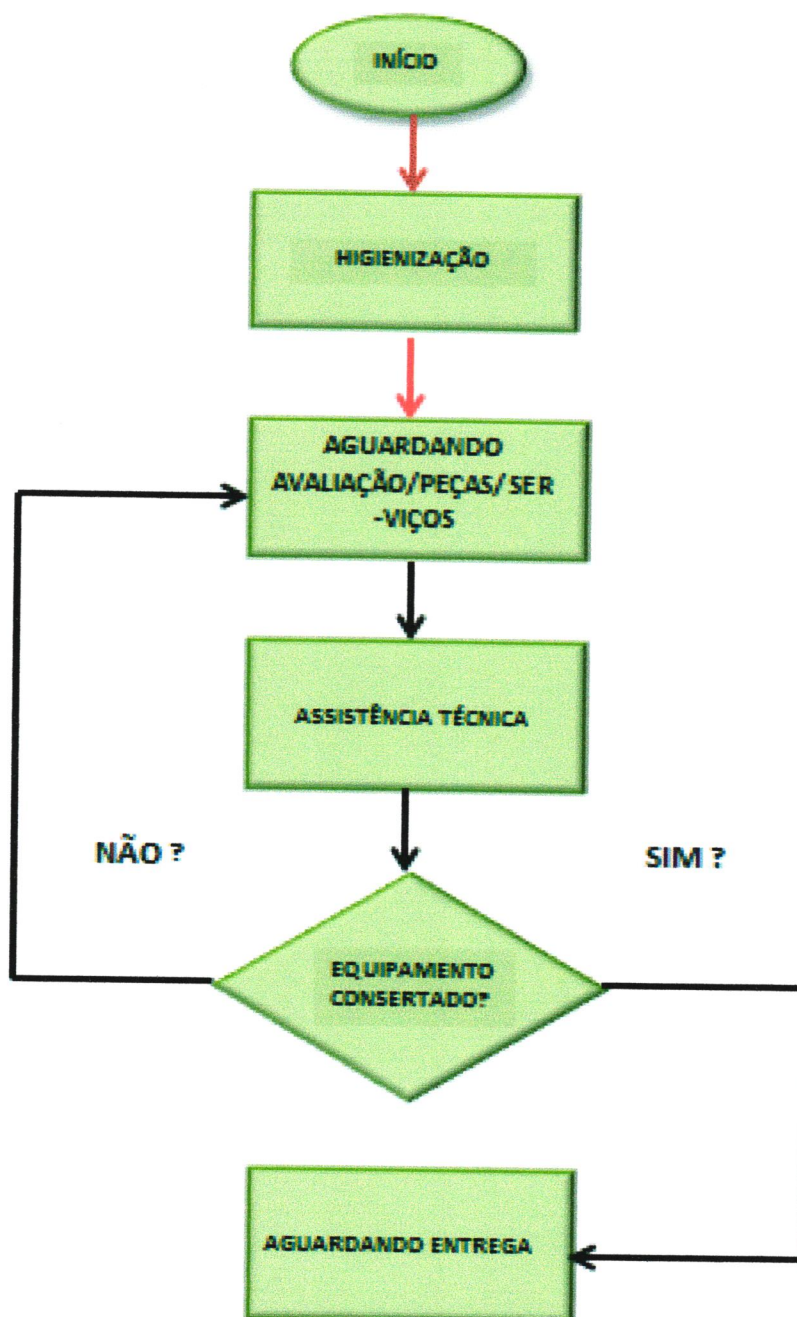 INÍCIO
HIGIENIZAÇÃO
AGUARDANDO
AVALIAÇÃO/PEÇAS/SER
-VIÇOS
ASSISTÊNCIA TÉCNICA
NÃO ?
SIM ?
EQUIPAMENTO
CONSERTADO?
AGUARDANDO ENTREGA